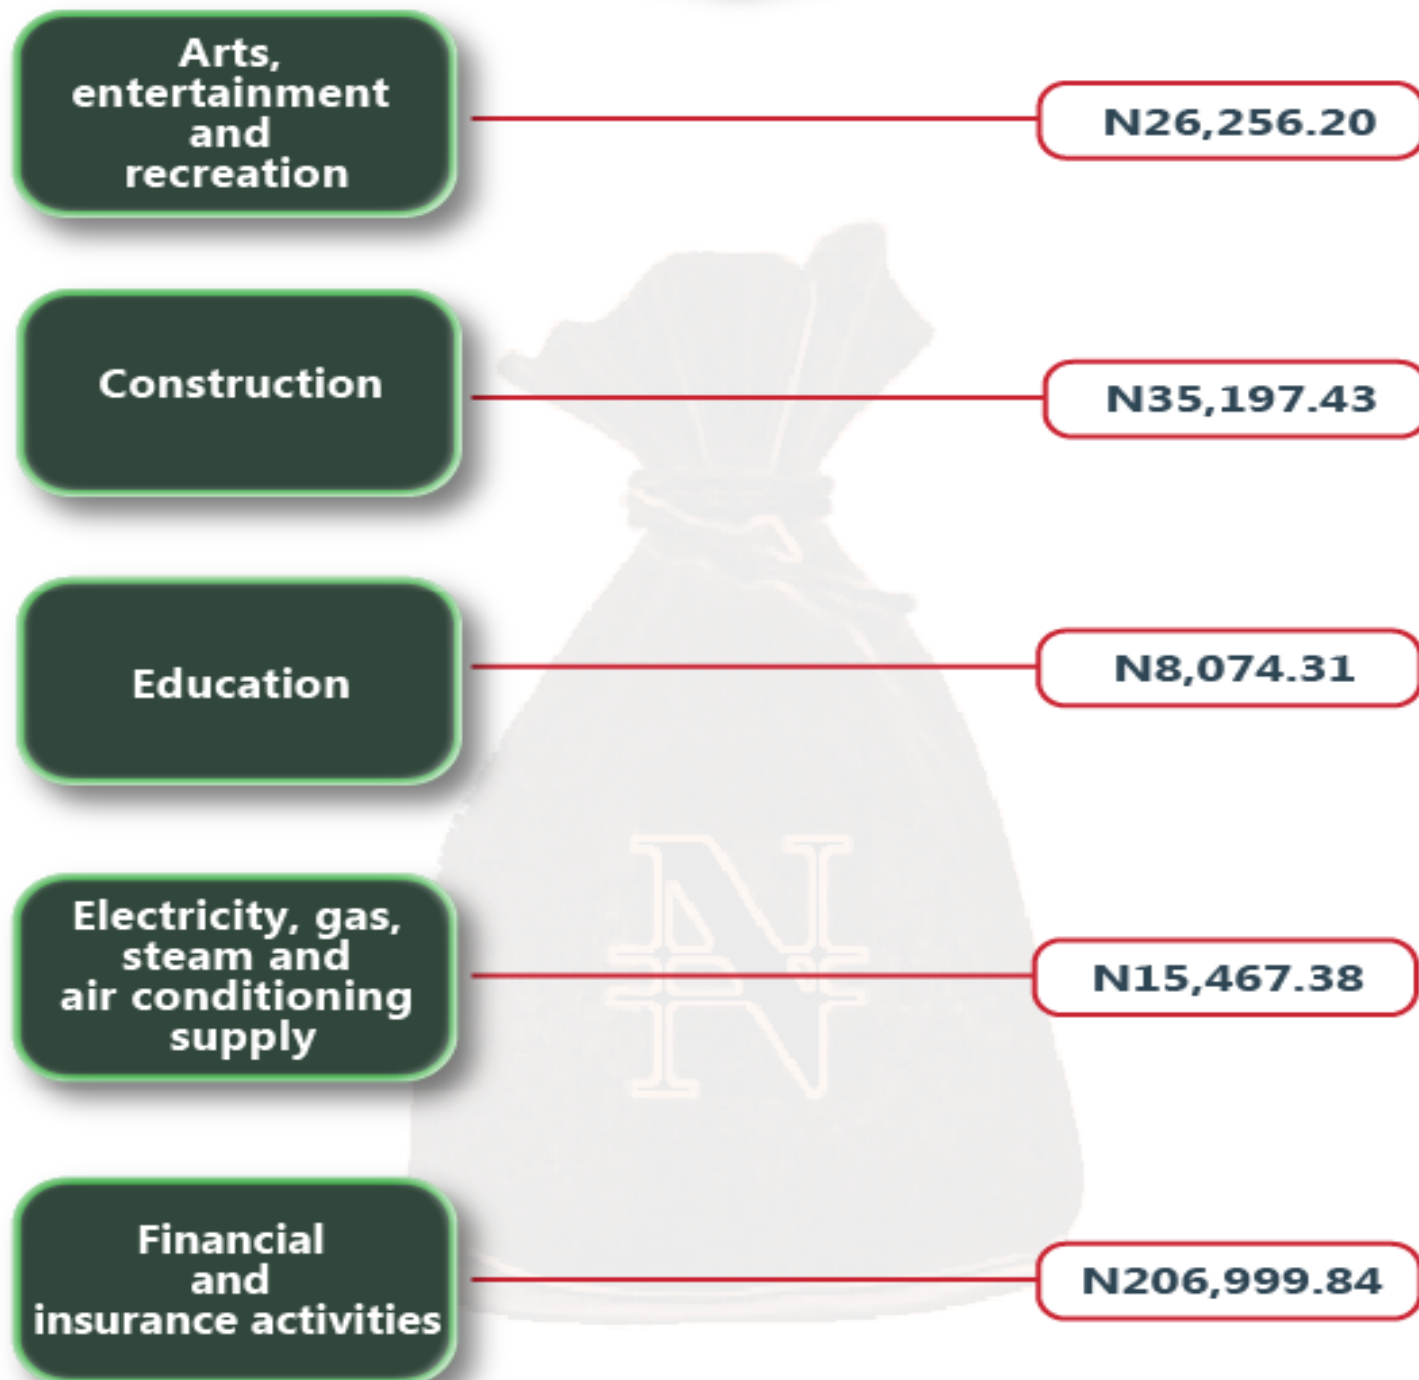 Arts,
entertainment
and
recreation
N26,256.20
Construction
N35,197.43
Education
N8,074.31
Electricity, gas,
steam and
air conditioning
supply
N15,467.38
Financial
and
insurance activities
N206,999.84
₦